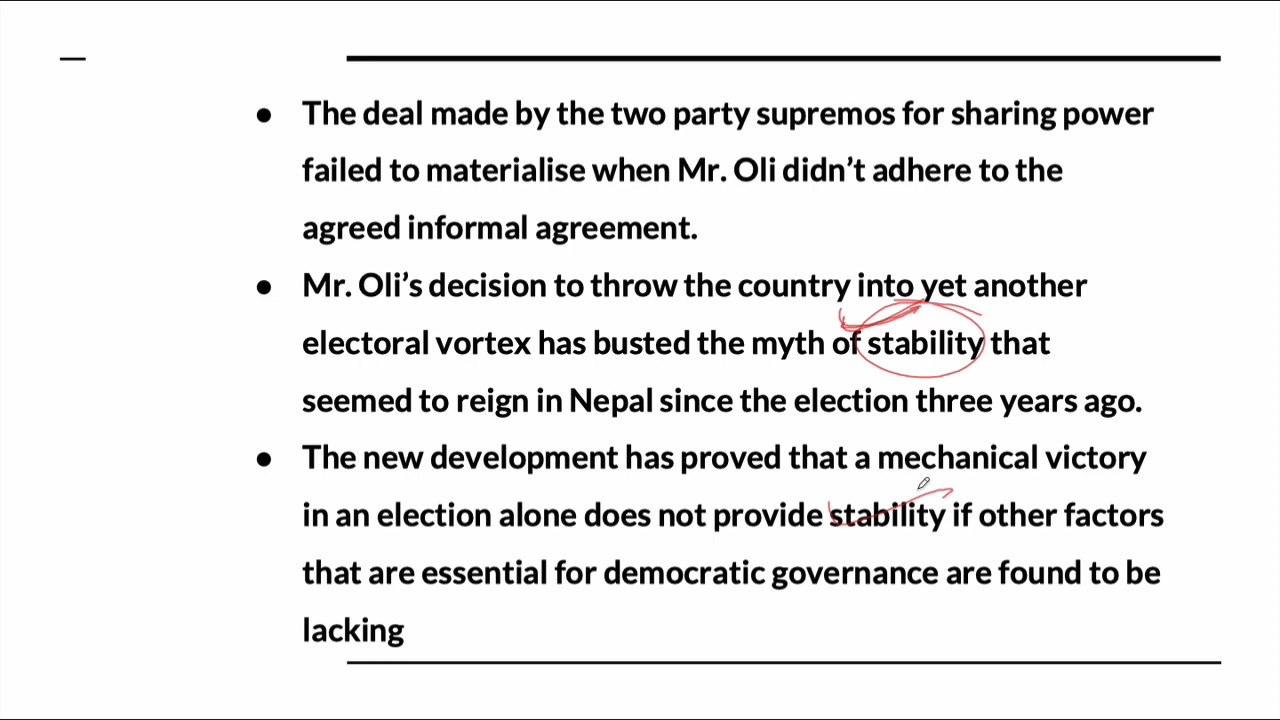 ● The deal made by the two party supremos for sharing power
failed to materialise when Mr. Oli didn’t adhere to the
agreed informal agreement.
● Mr. Oli’s decision to throw the country into yet another
electoral vortex has busted the myth of stability that
seemed to reign in Nepal since the election three years ago.
● The new development has proved that a mechanical victory
in an election alone does not provide stability if other factors
that are essential for democratic governance are found to be
lacking